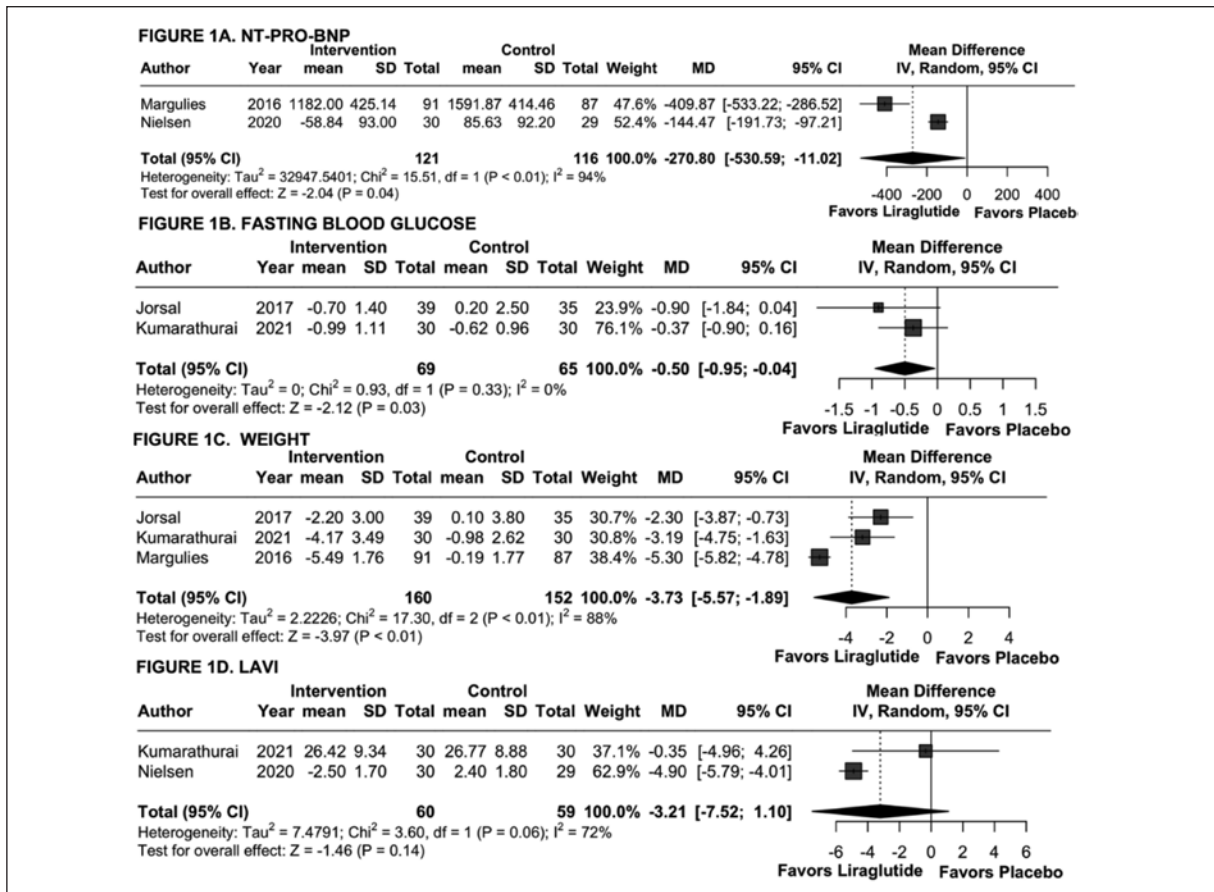 FIGURE 1A. NT-PRO-BNP
Intervention Control Mean Difference
Author Year mean SD Total mean SD Total Weight MD 95% CI IV, Random, 95% CI
Margulies 2016 1182.00 425.14 91 1591.87 414.46 87 47.6% -409.87 [-533.22; -286.52]
Nielsen 2020 -58.84 93.00 30 85.63 92.20 29 52.4% -144.47 [-191.73; -97.21]
Total (95% CI) 121 116 100.0% -270.80 [-530.59; -11.02]
Heterogeneity: Tau² = 32947.5401; Chi² = 15.51, df = 1 (P < 0.01); I² = 94%
Test for overall effect: Z = -2.04 (P = 0.04)
-400 -200 0 200 400
Favors Liraglutide Favors Placebo
FIGURE 1B. FASTING BLOOD GLUCOSE
Intervention Control Mean Difference
Author Year mean SD Total mean SD Total Weight MD 95% CI IV, Random, 95% CI
Jorsal 2017 -0.70 1.40 39 0.20 2.50 35 23.9% -0.90 [-1.84; 0.04]
Kumarathurai 2021 -0.99 1.11 30 -0.62 0.96 30 76.1% -0.37 [-0.90; 0.16]
Total (95% CI) 69 65 100.0% -0.50 [-0.95; -0.04]
Heterogeneity: Tau² = 0; Chi² = 0.93, df = 1 (P = 0.33); I² = 0%
Test for overall effect: Z = -2.12 (P = 0.03)
-1.5 -1 -0.5 0 0.5 1 1.5
Favors Liraglutide Favors Placebo
FIGURE 1C. WEIGHT
Intervention Control Mean Difference
Author Year mean SD Total mean SD Total Weight MD 95% CI IV, Random, 95% CI
Jorsal 2017 -2.20 3.00 39 0.10 3.80 35 30.7% -2.30 [-3.87; -0.73]
Kumarathurai 2021 -4.17 3.49 30 -0.98 2.62 30 30.8% -3.19 [-4.75; -1.63]
Margulies 2016 -5.49 1.76 91 -0.19 1.77 87 38.4% -5.30 [-5.82; -4.78]
Total (95% CI) 160 152 100.0% -3.73 [-5.57; -1.89]
Heterogeneity: Tau² = 2.2226; Chi² = 17.30, df = 2 (P < 0.01); I² = 88%
Test for overall effect: Z = -3.97 (P < 0.01)
-4 -2 0 2 4
Favors Liraglutide Favors Placebo
FIGURE 1D. LAVI
Intervention Control Mean Difference
Author Year mean SD Total mean SD Total Weight MD 95% CI IV, Random, 95% CI
Kumarathurai 2021 26.42 9.34 30 26.77 8.88 30 37.1% -0.35 [-4.96; 4.26]
Nielsen 2020 -2.50 1.70 30 2.40 1.80 29 62.9% -4.90 [-5.79; -4.01]
Total (95% CI) 60 59 100.0% -3.21 [-7.52; 1.10]
Heterogeneity: Tau² = 7.4791; Chi² = 3.60, df = 1 (P = 0.06); I² = 72%
Test for overall effect: Z = -1.46 (P = 0.14)
-6 -4 -2 0 2 4 6
Favors Liraglutide Favors Placebo